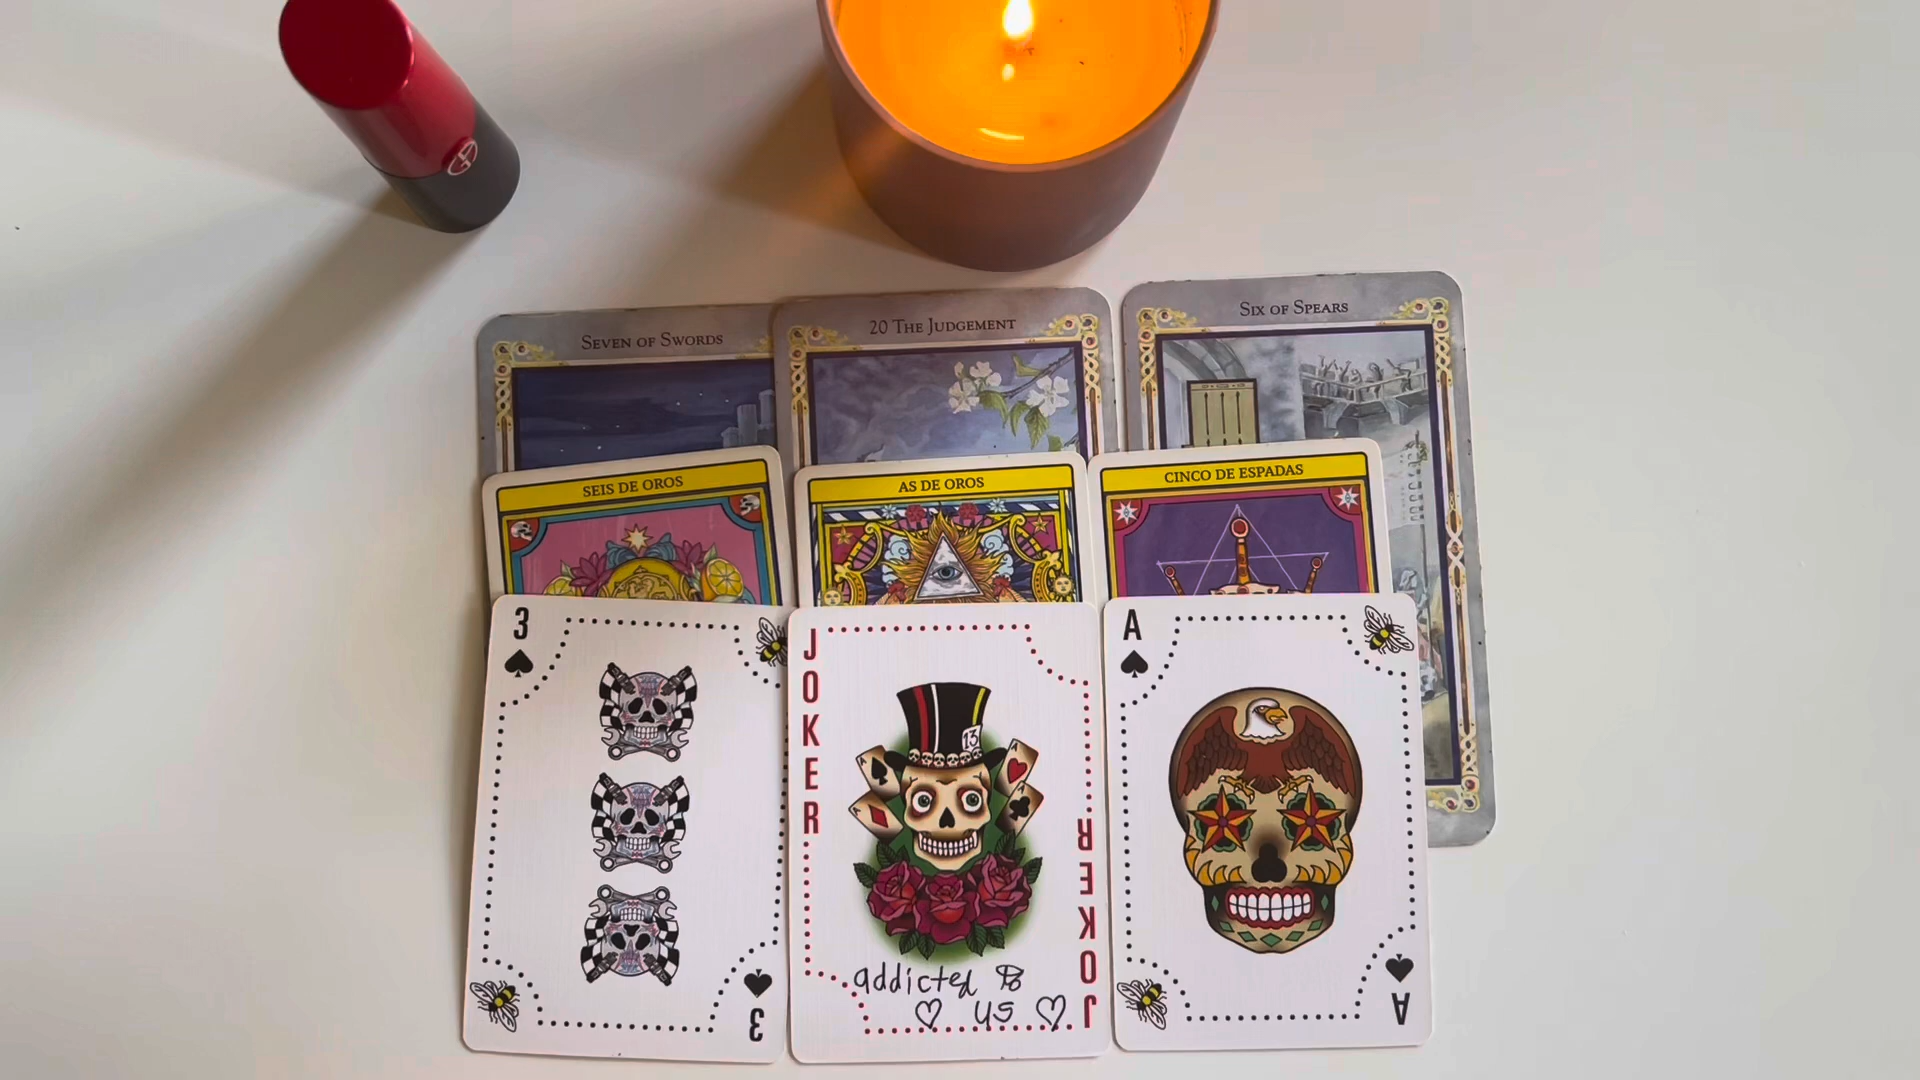 SEVEN OF SWORDS
20 THE JUDGEMENT
SIX OF SPEARS
SEIS DE OROS
AS DE OROS
CINCO DE ESPADAS
3
3
JOKER
13
A
A
A
A
addicted to
♡ us ♡
JOKER
A
A